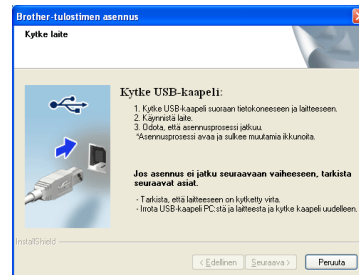 Brother-tulostimen asennus
Kytke laite
Kytke USB-kaapeli:
1. Kytke USB-kaapeli suoraan tietokoneeseen ja laitteeseen.
2. Käynnistä laite.
3. Odota, että asennusprosessi jatkuu.
*Asennusprosessi avaa ja sulkee muutamia ikkunoita.
Jos asennus ei jatku seuraavaan vaiheeseen, tarkista
seuraavat asiat.
- Tarkista, että laitteeseen on kytketty virta.
- Irrota USB-kaapeli PC:stä ja laitteesta ja kytke kaapeli uudelleen.
InstallShield
< Edellinen
Seuraava >
Peruuta